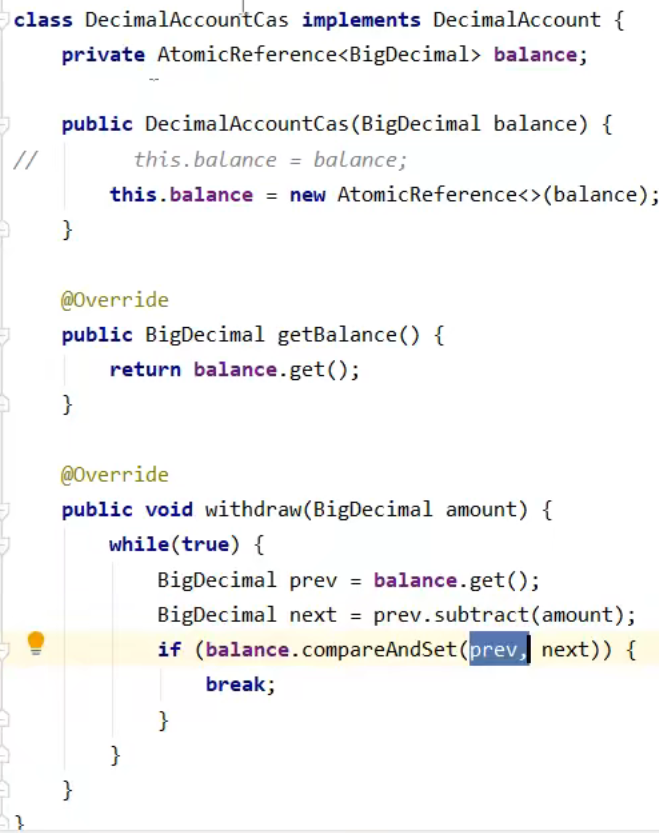 class DecimalAccountCas implements DecimalAccount {
    private AtomicReference<BigDecimal> balance;
    public DecimalAccountCas(BigDecimal balance) {
//        this.balance = balance;
        this.balance = new AtomicReference<>(balance);
    }
    @Override
    public BigDecimal getBalance() {
        return balance.get();
    }
    @Override
    public void withdraw(BigDecimal amount) {
        while(true) {
            BigDecimal prev = balance.get();
            BigDecimal next = prev.subtract(amount);
            if (balance.compareAndSet(prev, next)) {
                break;
            }
        }
    }
}